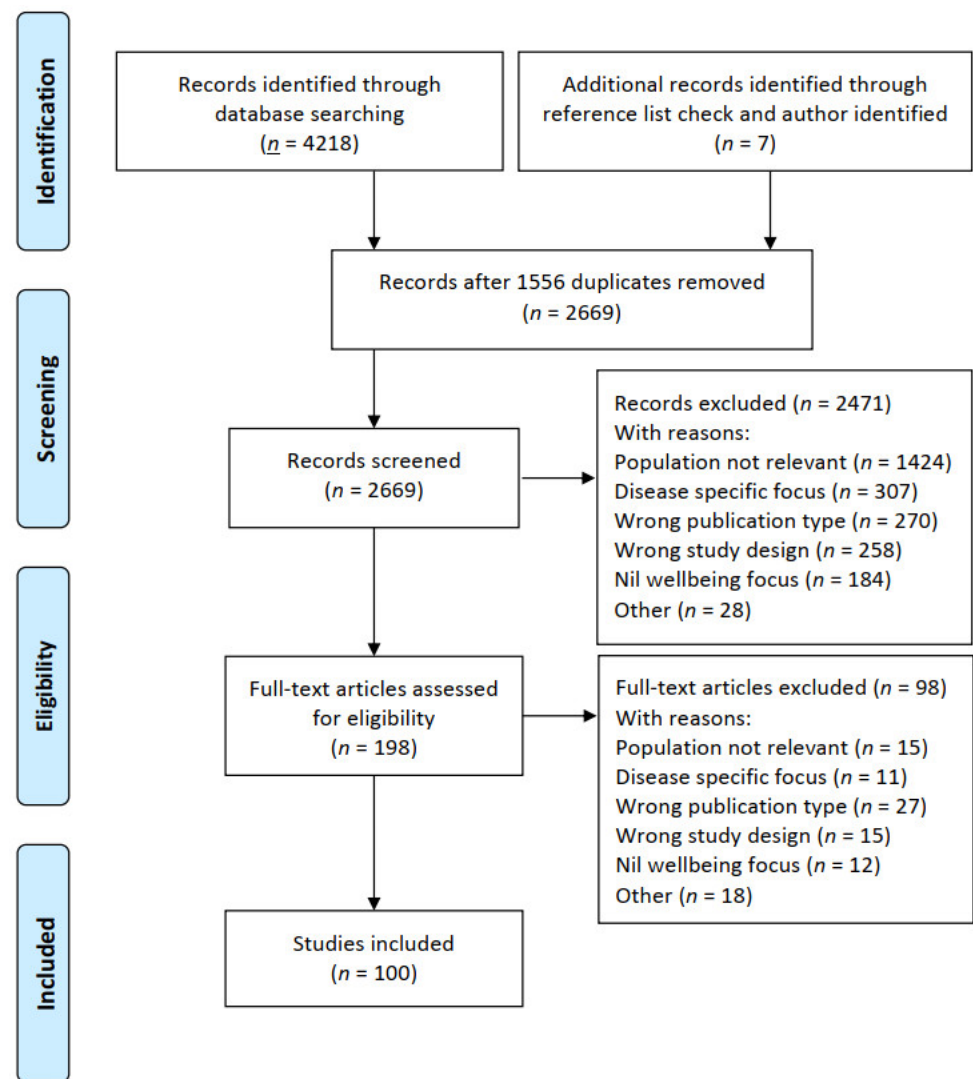 Identification
Records identified through
database searching
(n = 4218)
Additional records identified through
reference list check and author identified
(n = 7)
Records after 1556 duplicates removed
(n = 2669)
Screening
Records screened
(n = 2669)
Records excluded (n = 2471)
With reasons:
Population not relevant (n = 1424)
Disease specific focus (n = 307)
Wrong publication type (n = 270)
Wrong study design (n = 258)
Nil wellbeing focus (n = 184)
Other (n = 28)
Eligibility
Full-text articles assessed
for eligibility
(n = 198)
Full-text articles excluded (n = 98)
With reasons:
Population not relevant (n = 15)
Disease specific focus (n = 11)
Wrong publication type (n = 27)
Wrong study design (n = 15)
Nil wellbeing focus (n = 12)
Other (n = 18)
Included
Studies included
(n = 100)